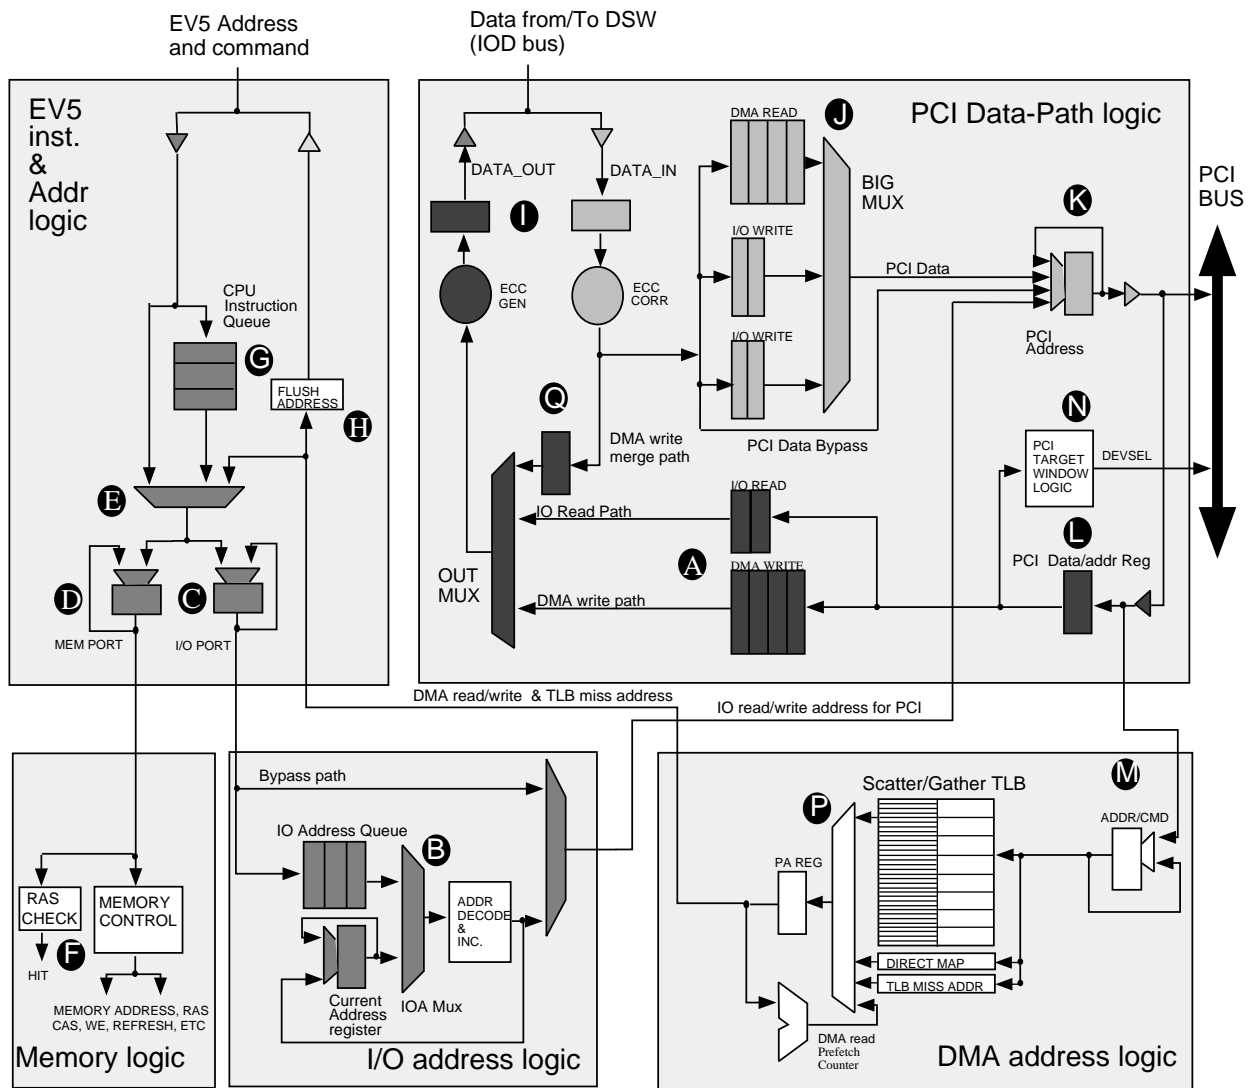 EV5 Address
and command
Data from/To DSW
(IOD bus)
EV5
inst.
&
Addr
logic
CPU
Instruction
Queue
G
FLUSH
ADDRESS
H
E
D
C
MEM PORT
I/O PORT
PCI Data-Path logic
DATA_OUT
DATA_IN
I
ECC
GEN
ECC
CORR
DMA READ
J
BIG
MUX
I/O WRITE
I/O WRITE
PCI Data
K
PCI
Address
PCI
BUS
Q
DMA write
merge path
PCI Data Bypass
N
PCI
TARGET
WINDOW
LOGIC
DEVSEL
I/O READ
IO Read Path
A
DMA WRITE
OUT
MUX
DMA write path
L
PCI Data/addr Reg
DMA read/write & TLB miss address
IO read/write address for PCI
RAS
CHECK
MEMORY
CONTROL
F
HIT
MEMORY ADDRESS, RAS
CAS, WE, REFRESH, ETC
Memory logic
Bypass path
IO Address Queue
B
ADDR
DECODE
&
INC.
Current
Address
register
IOA Mux
I/O address logic
M
Scatter/Gather TLB
P
ADDR/CMD
PA REG
DIRECT MAP
TLB MISS ADDR
DMA read
Prefetch
Counter
DMA address logic